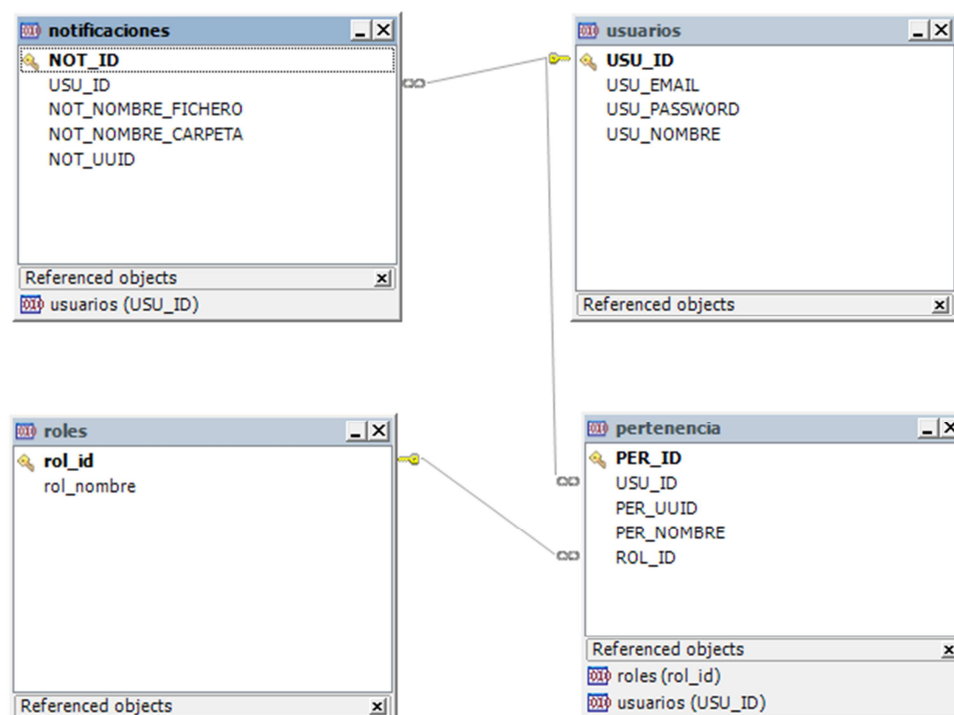 notificaciones
NOT_ID
USU_ID
NOT_NOMBRE_FICHERO
NOT_NOMBRE_CARPETA
NOT_UUID
Referenced objects
usuarios (USU_ID)
usuarios
USU_ID
USU_EMAIL
USU_PASSWORD
USU_NOMBRE
Referenced objects
roles
rol_id
rol_nombre
Referenced objects
pertenencia
PER_ID
USU_ID
PER_UUID
PER_NOMBRE
ROL_ID
Referenced objects
roles (rol_id)
usuarios (USU_ID)